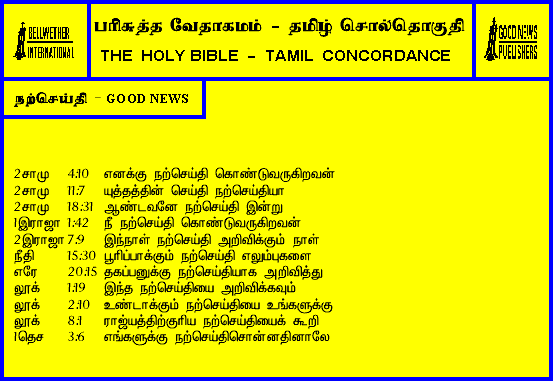 BELLWETHER
INTERNATIONAL
பரிசுத்த வேதாகமம் - தமிழ் சொல்தொகுதி
THE HOLY BIBLE - TAMIL CONCORDANCE
GOOD NEWS
PUBLISHERS
நற்செய்தி - GOOD NEWS
2சாமு 4:10 எனக்கு நற்செய்தி கொண்டுவருகிறவன்
2சாமு 11:7 யுத்தத்தின் செய்தி நற்செய்தியா
2சாமு 18:31 ஆண்டவனே நற்செய்தி இன்று
1இராஜா 1:42 நீ நற்செய்தி கொண்டுவருகிறவன்
2இராஜா 7:9 இந்நாள் நற்செய்தி அறிவிக்கும் நாள்
நீதி 15:30 பூரிப்பாக்கும் நற்செய்தி எலும்புகளை
எரே 20:15 தகப்பனுக்கு நற்செய்தியாக அறிவித்து
லூக் 1:19 இந்த நற்செய்தியை அறிவிக்கவும்
லூக் 2:10 உண்டாக்கும் நற்செய்தியை உங்களுக்கு
லூக் 8:1 ராஜ்யத்திற்குரிய நற்செய்தியைக் கூறி
1தெச 3:6 எங்களுக்கு நற்செய்திசொன்னதினாலே